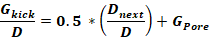 G_kick / D = 0.5 * (D_next / D) + G_Pore